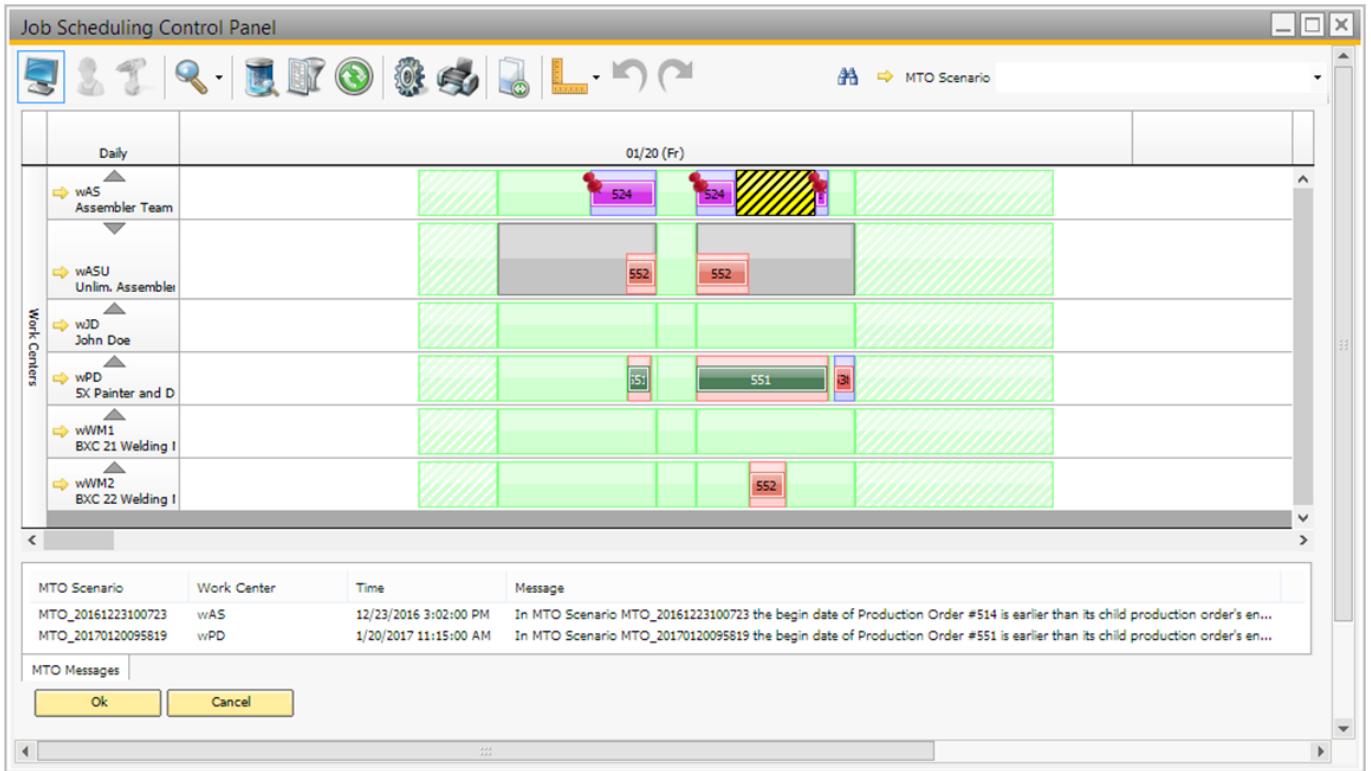 Job Scheduling Control Panel
MTO Scenario
Daily
01/20 (Fr)
Work Centers
wAS
Assembler Team
524
524
wASU
Unlim. Assembler
552
552
wJD
John Doe
wPD
5X Painter and D
551
551
wWM1
BXC 21 Welding
wWM2
BXC 22 Welding
552
MTO Scenario Work Center Time Message
MTO_20161223100723 wAS 12/23/2016 3:02:00 PM In MTO Scenario MTO_20161223100723 the begin date of Production Order #514 is earlier than its child production order's en...
MTO_20170120095819 wPD 1/20/2017 11:15:00 AM In MTO Scenario MTO_20170120095819 the begin date of Production Order #551 is earlier than its child production order's en...
MTO Messages
Ok Cancel